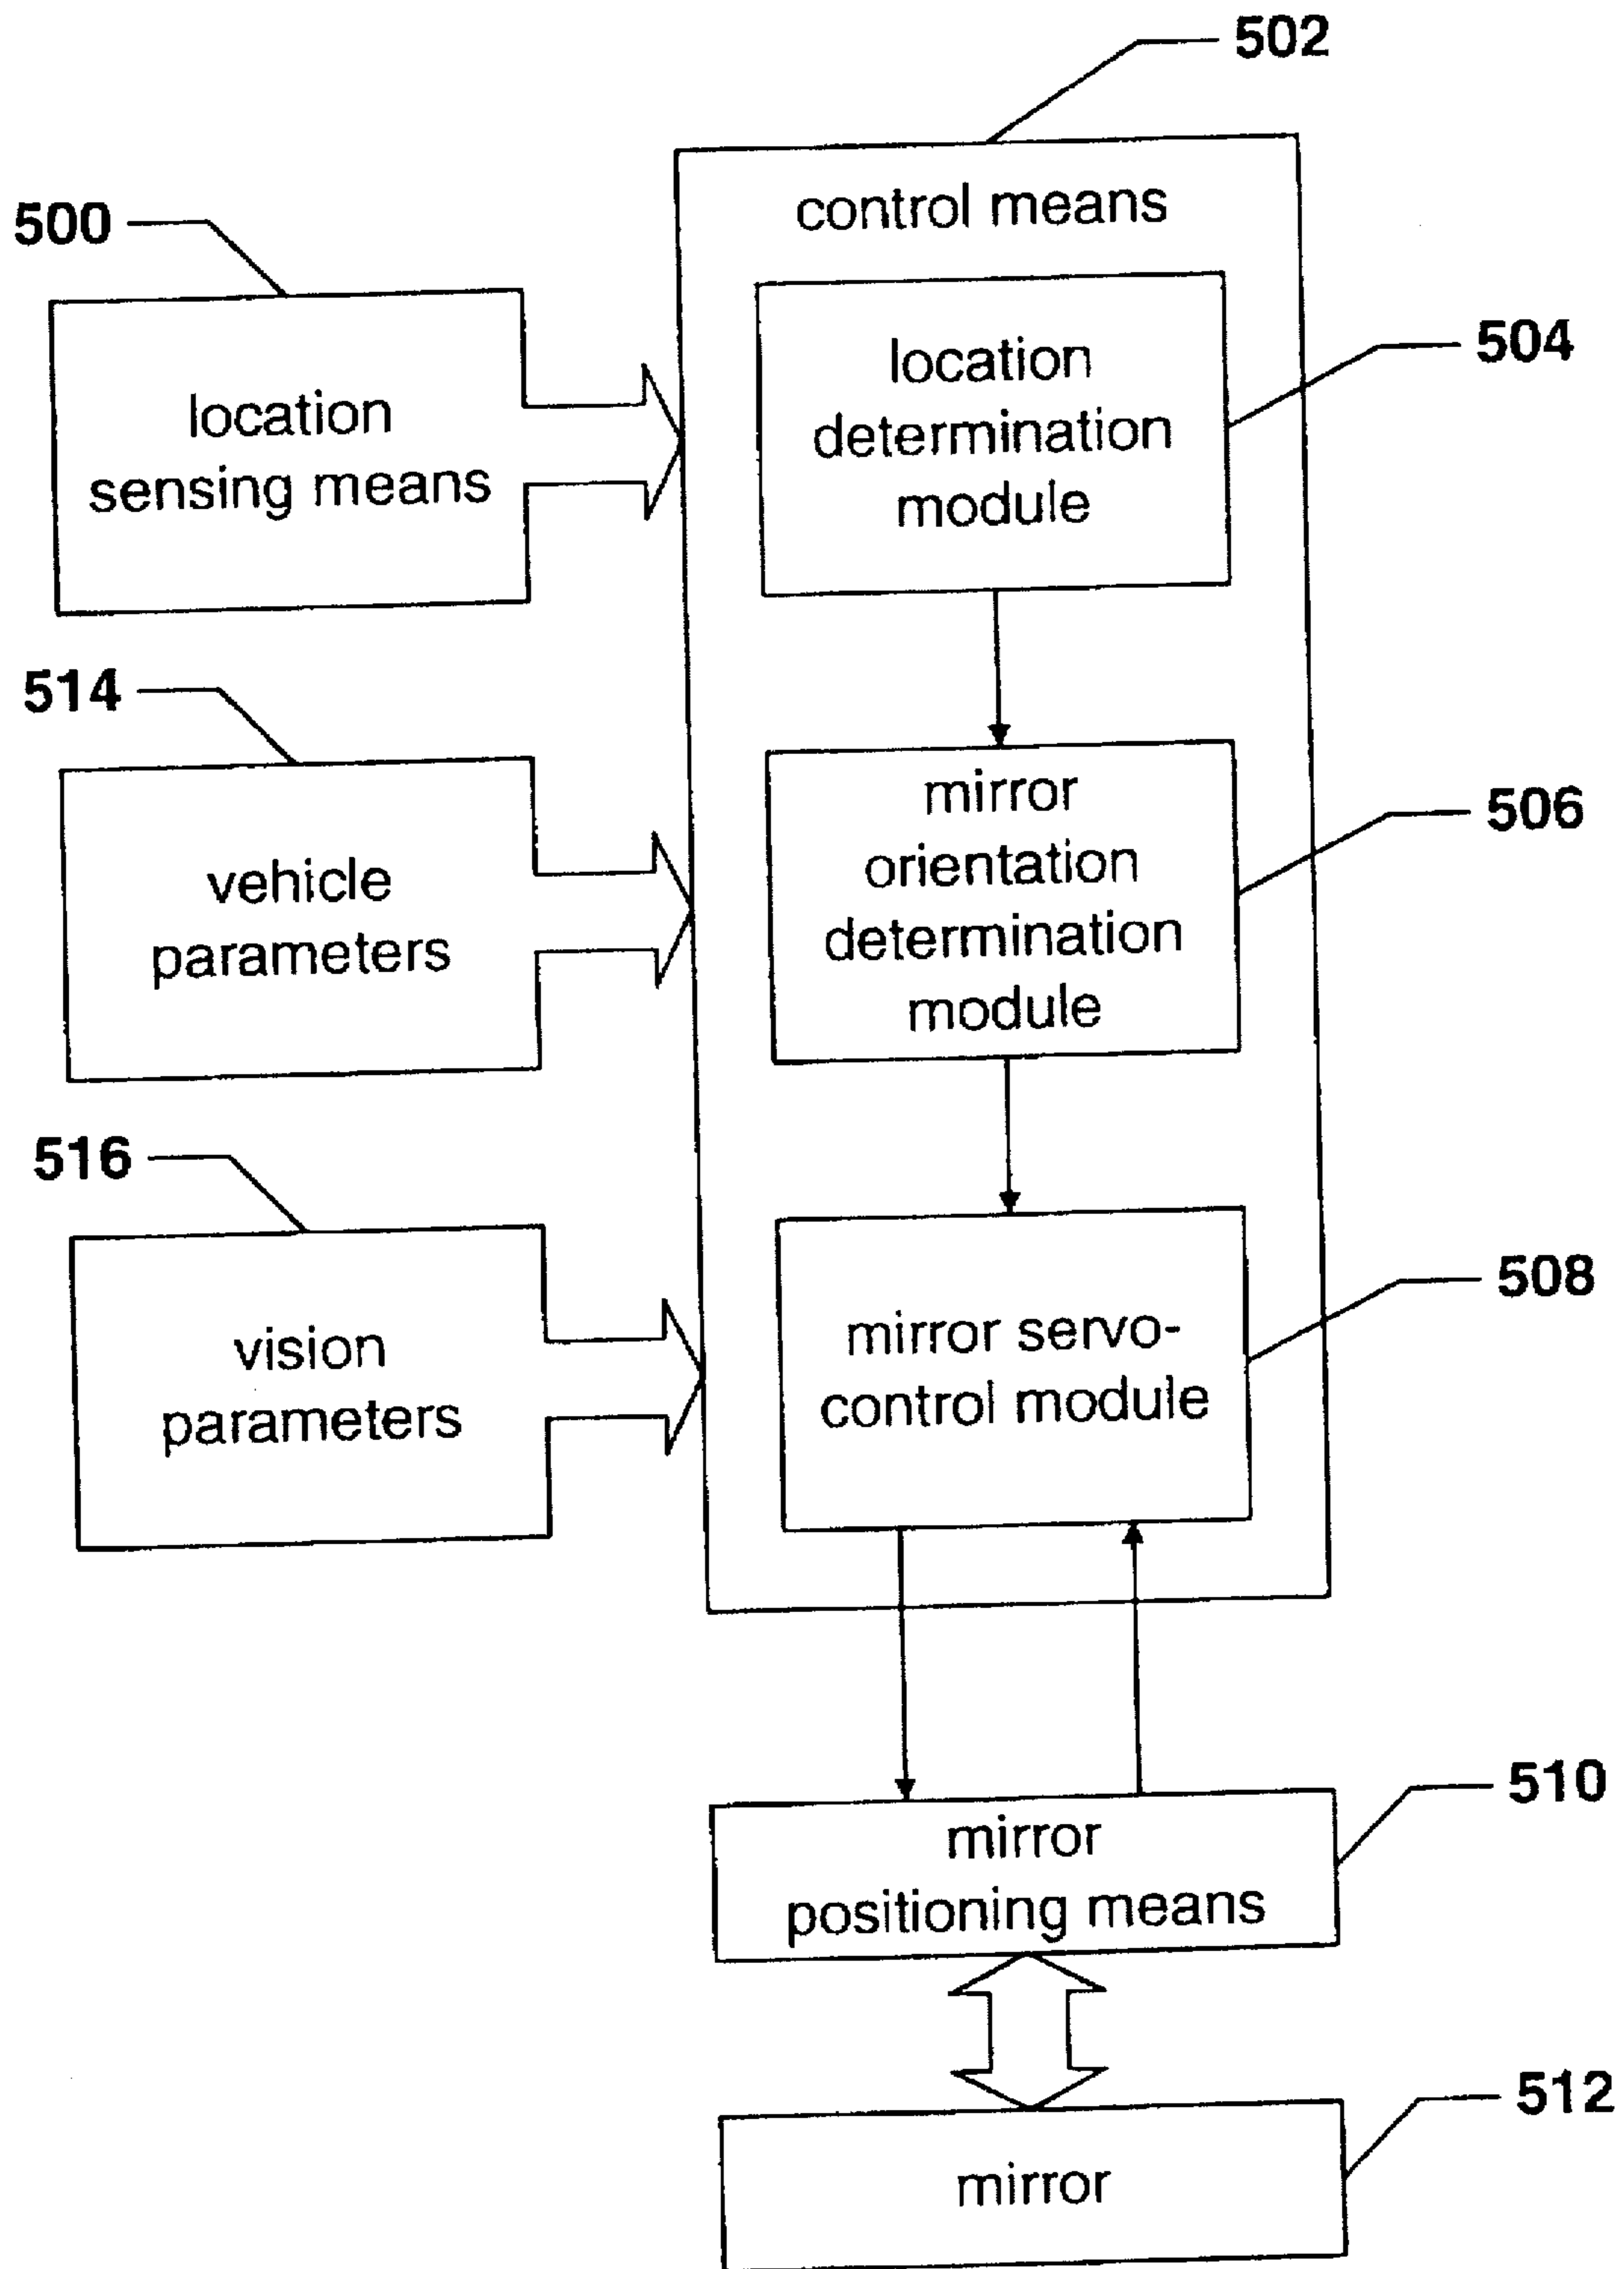 502
control means
500
location
sensing means
504
location
determination
module
514
vehicle
parameters
506
mirror
orientation
determination
module
516
vision
parameters
508
mirror servo-
control module
510
mirror
positioning means
512
mirror